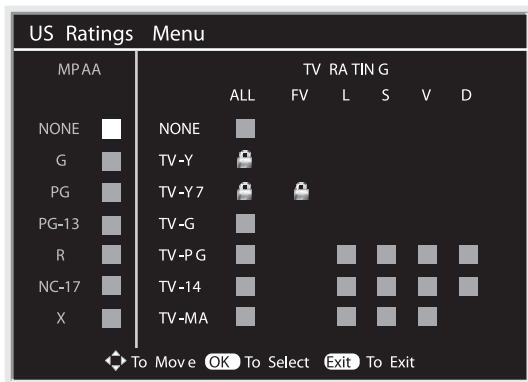 US Ratings Menu
MPAA TV RATING
ALL FV L S V D
NONE NONE
G TV-Y
PG TV-Y7
PG-13 TV-G
R TV-PG
NC-17 TV-14
X TV-MA
To Move OK To Select Exit To Exit